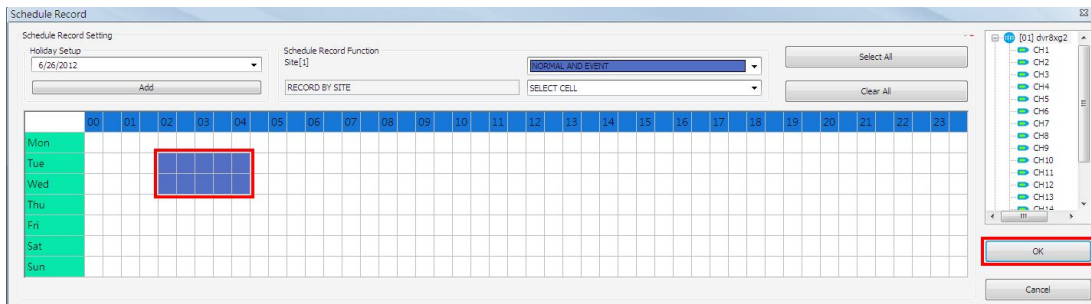 Schedule Record
Schedule Record Setting
Holiday Setup
6/26/2012
Add
Schedule Record Function
Site[1]
NORMAL AND EVENT
RECORD BY SITE
SELECT CELL
Select All
Clear All
00 01 02 03 04 05 06 07 08 09 10 11 12 13 14 15 16 17 18 19 20 21 22 23
Mon
Tue
Wed
Thu
Fri
Sat
Sun
[01] dvr8xg2
CH1
CH2
CH3
CH4
CH5
CH6
CH7
CH8
CH9
CH10
CH11
CH12
CH13
CH14
OK
Cancel